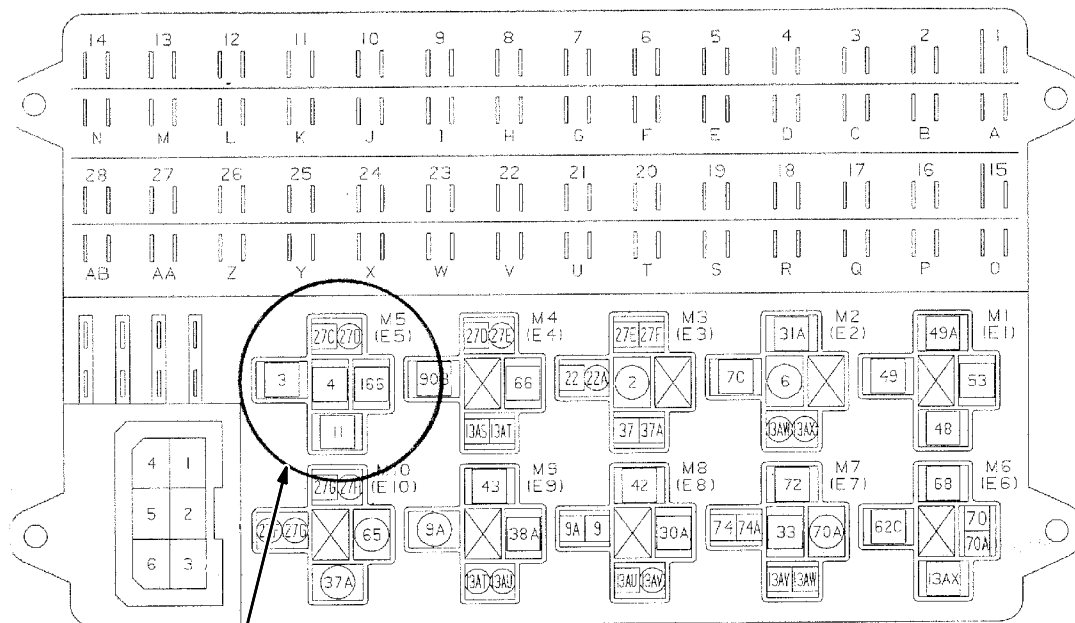 14 13 12 11 10 9 8 7 6 5 4 3 2 1
N M L K J I H G F E D C B A
28 27 26 25 24 23 22 21 20 19 18 17 16 15
AB AA Z Y X W V U T S R Q P O
27C 27D M5 (E5)
3 4 166
11
27D 27E M4 (E4)
90B 66
13AS 13AT
27E 27F M3 (E3)
22 22A 2
37 37A
31A M2 (E2)
7C 6
13AW 13AX
49A M1 (E1)
49 53
48
4 1
5 2
6 3
27G M10 (E10)
65
37A
43 M9 (E9)
9A 38A
13AT 13AU
42 M8 (E8)
9A 9 30A
13AU 13AV
72 M7 (E7)
74 74A 33 70A
13AV 13AW
68 M6 (E6)
62C 70 70A
13AX